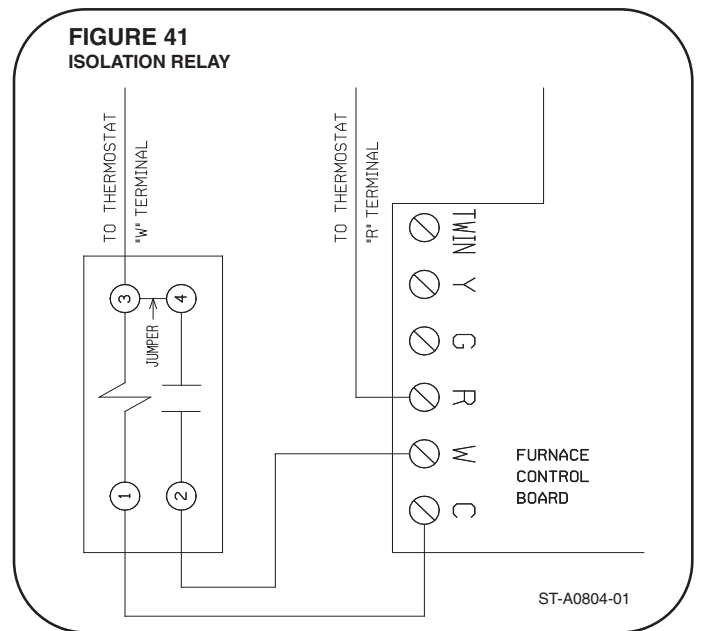 FIGURE 41
ISOLATION RELAY
TO THERMOSTAT
"W" TERMINAL
TO THERMOSTAT
"R" TERMINAL
3
4
JUMPER
1
2
TWIN
Y
G
R
W
C
FURNACE
CONTROL
BOARD
ST-A0804-01